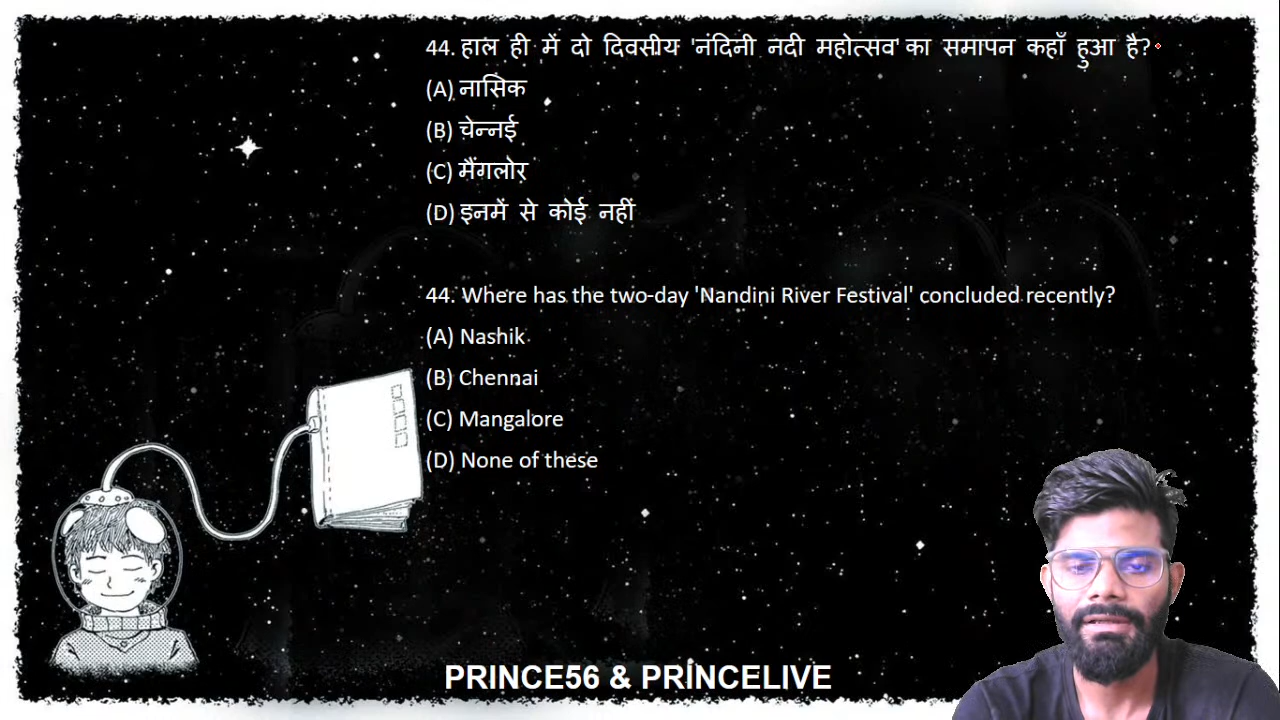 44. हाल ही में दो दिवसीय 'नंदिनी नदी महोत्सव' का समापन कहाँ हुआ है?
(A) नासिक
(B) चेन्नई
(C) मैंगलोर
(D) इनमें से कोई नहीं
44. Where has the two-day 'Nandini River Festival' concluded recently?
(A) Nashik
(B) Chennai
(C) Mangalore
(D) None of these
PRINCE56 & PRINCELIVE